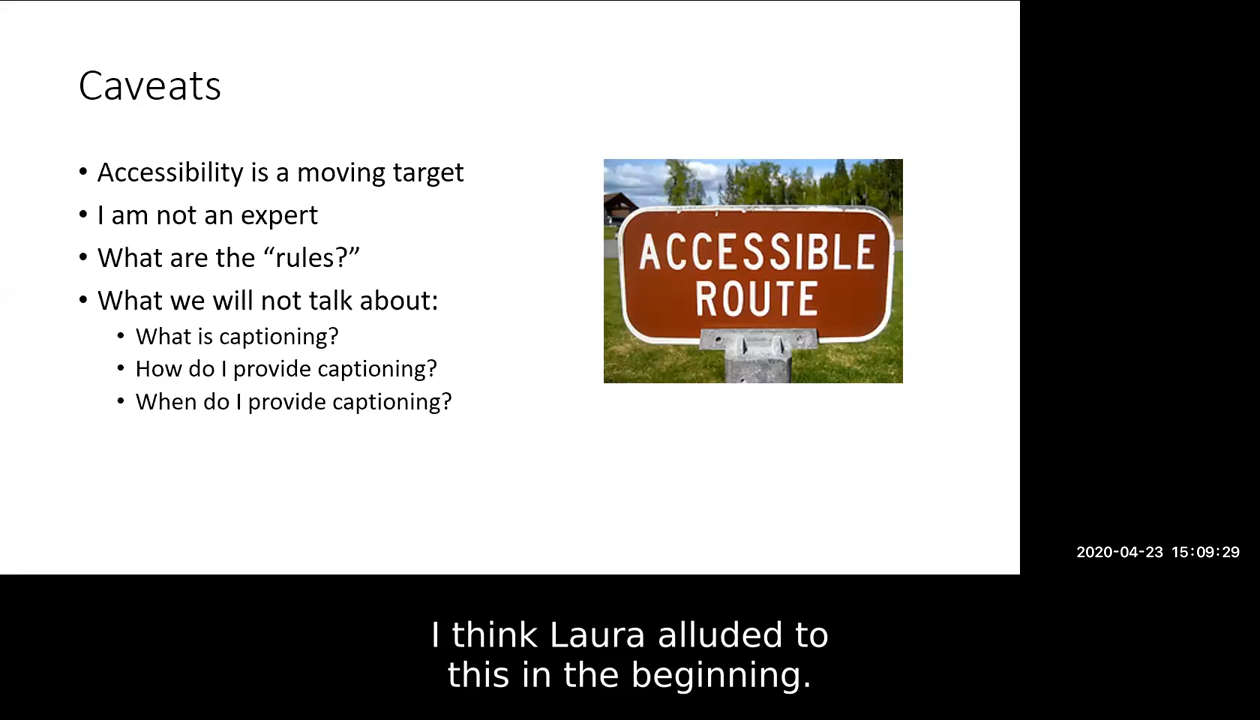 Caveats
• Accessibility is a moving target
• I am not an expert
• What are the “rules?”
• What we will not talk about:
• What is captioning?
• How do I provide captioning?
• When do I provide captioning?
ACCESSIBLE
ROUTE
2020-04-23 15:09:29
I think Laura alluded to
this in the beginning.